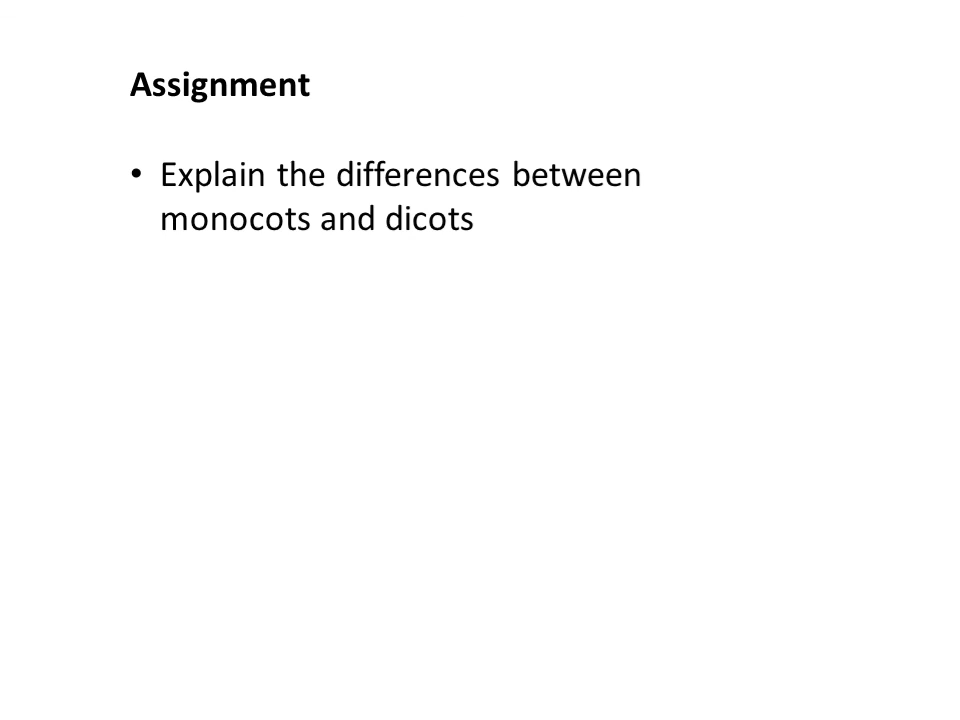 Assignment
• Explain the differences between
monocots and dicots